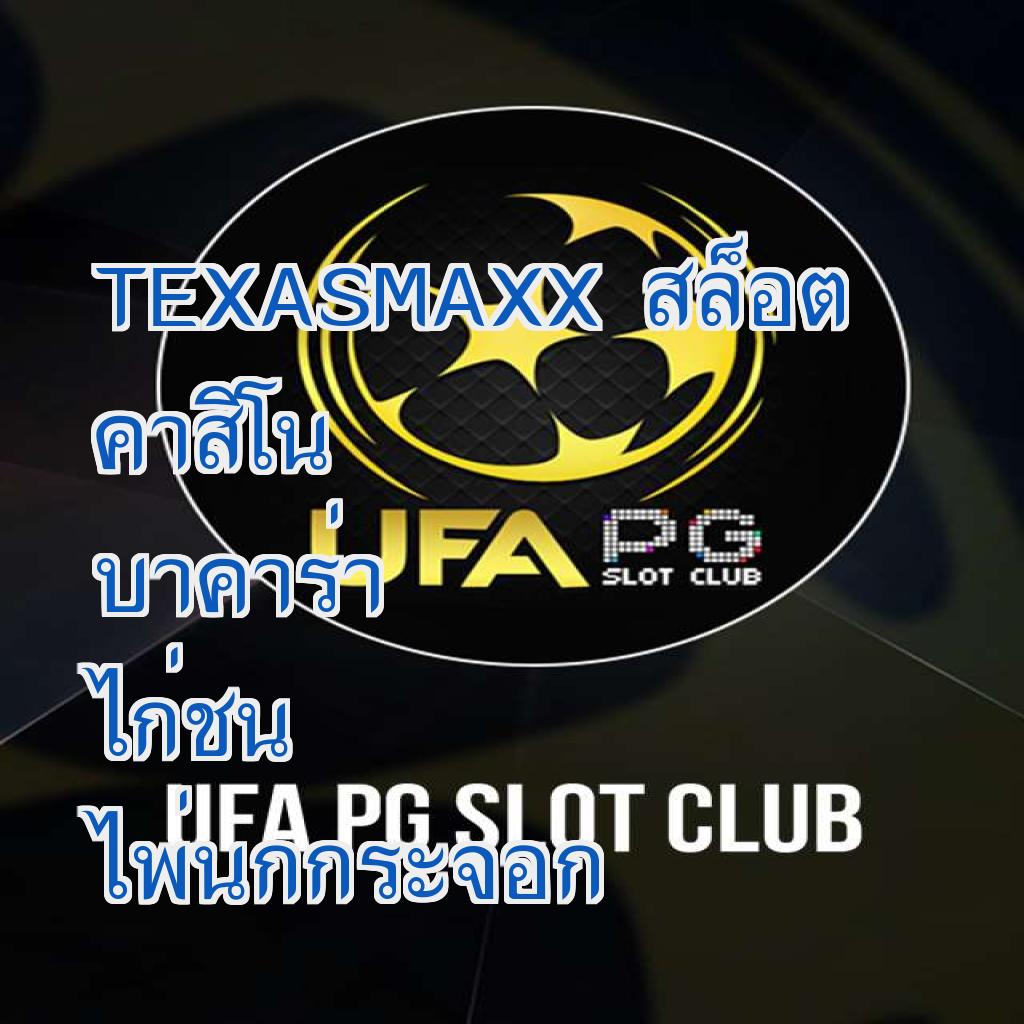 TEXASMAXX สล็อต
คาสิโน
UFA PG
SLOT CLUB
บาคาร่า
ไก่ชน
UFA PG SLOT CLUB
ไพ่นกกระจอก